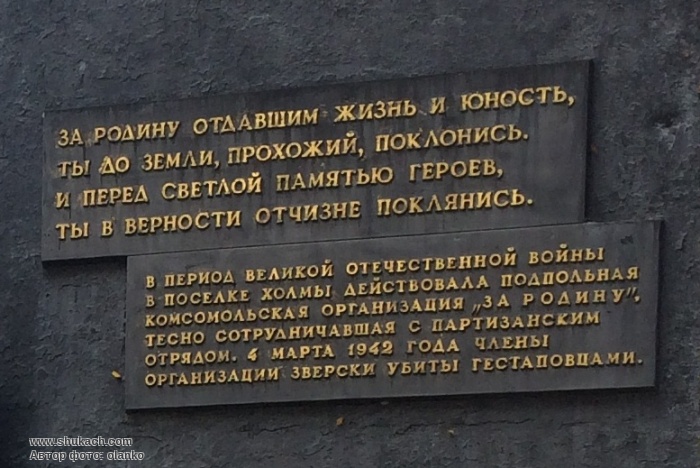 ЗА РОДИНУ ОТДАВШИМ ЖИЗНЬ И ЮНОСТЬ,
ТЫ ДО ЗЕМЛИ, ПРОХОЖИЙ, ПОКЛОНИСЬ.
И ПЕРЕД СВЕТЛОЙ ПАМЯТЬЮ ГЕРОЕВ,
ТЫ В ВЕРНОСТИ ОТЧИЗНЕ ПОКЛЯНИСЬ.
В ПЕРИОД ВЕЛИКОЙ ОТЕЧЕСТВЕННОЙ ВОЙНЫ
В ПОСЕЛКЕ ХОЛМЫ ДЕЙСТВОВАЛА ПОДПОЛЬНАЯ
КОМСОМОЛЬСКАЯ ОРГАНИЗАЦИЯ „ЗА РОДИНУ",
ТЕСНО СОТРУДНИЧАВШАЯ С ПАРТИЗАНСКИМ
ОТРЯДОМ. 4 МАРТА 1942 ГОДА ЧЛЕНЫ
ОРГАНИЗАЦИИ ЗВЕРСКИ УБИТЫ ГЕСТАПОВЦАМИ.
www.shukach.com
Автор фото: olanko